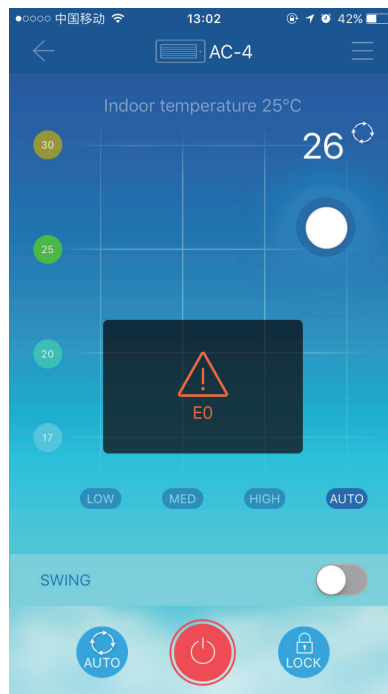 中国移动 13:02 42%
AC-4
Indoor temperature 25°C
30
26
25
20
E0
17
LOW MED HIGH AUTO
SWING
AUTO LOCK